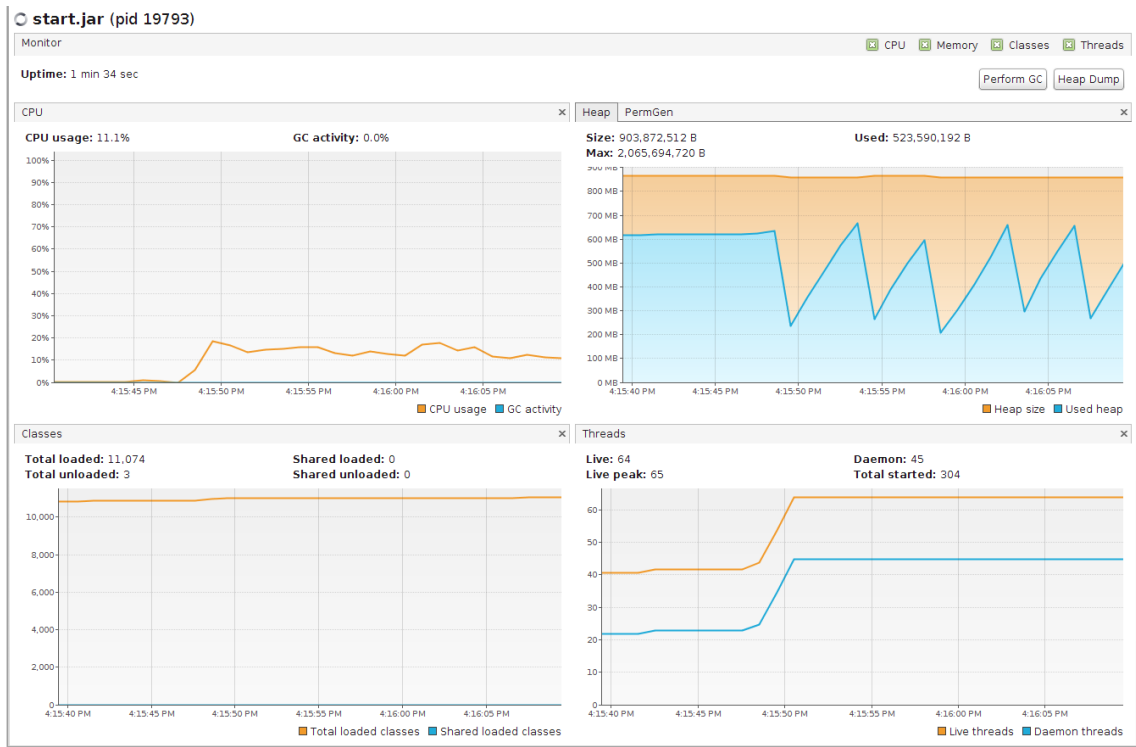 start.jar (pid 19793)
Monitor
CPU Memory Classes Threads
Uptime: 1 min 34 sec
Perform GC Heap Dump
CPU
CPU usage: 11.1% GC activity: 0.0%
100%
90%
80%
70%
60%
50%
40%
30%
20%
10%
0%
4:15:45 PM 4:15:50 PM 4:15:55 PM 4:16:00 PM 4:16:05 PM
CPU usage GC activity
Heap PermGen
Size: 903,872,512 B Used: 523,590,192 B
Max: 2,065,694,720 B
900 MB
800 MB
700 MB
600 MB
500 MB
400 MB
300 MB
200 MB
100 MB
0 MB
4:15:40 PM 4:15:45 PM 4:15:50 PM 4:15:55 PM 4:16:00 PM 4:16:05 PM
Heap size Used heap
Classes
Total loaded: 11,074 Shared loaded: 0
Total unloaded: 3 Shared unloaded: 0
10,000
8,000
6,000
4,000
2,000
0
4:15:40 PM 4:15:45 PM 4:15:50 PM 4:15:55 PM 4:16:00 PM 4:16:05 PM
Total loaded classes Shared loaded classes
Threads
Live: 64 Daemon: 45
Live peak: 65 Total started: 304
60
50
40
30
20
10
0
4:15:40 PM 4:15:45 PM 4:15:50 PM 4:15:55 PM 4:16:00 PM 4:16:05 PM
Live threads Daemon threads